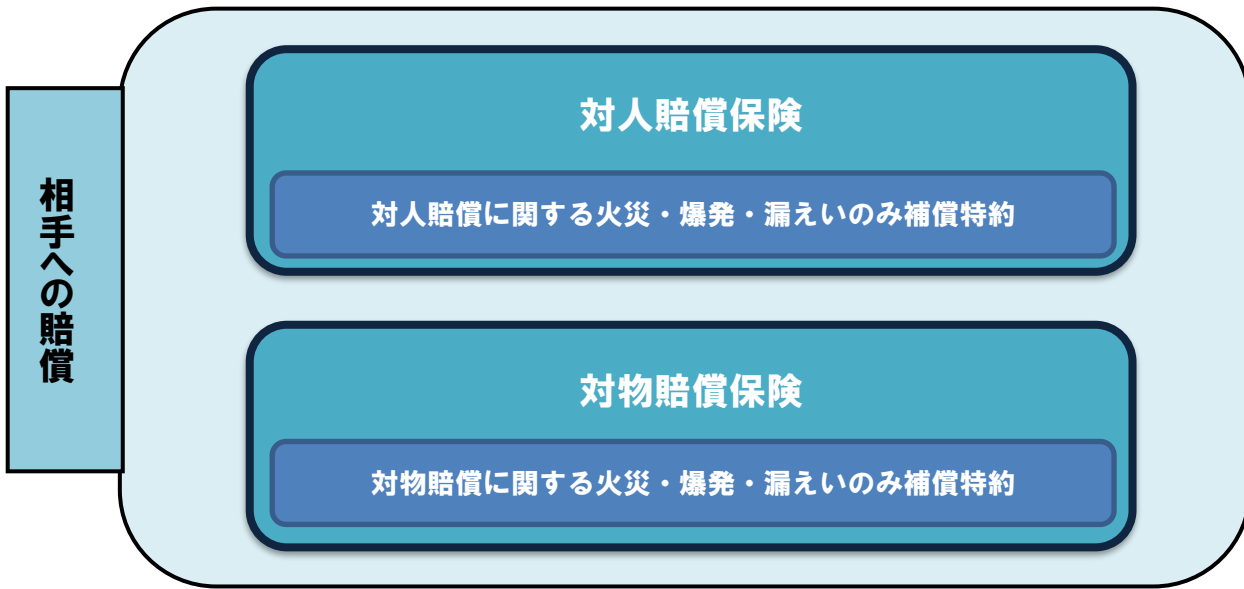 相手への賠償
対人賠償保険
対人賠償に関する火災・爆発・漏えいのみ補償特約
対物賠償保険
対物賠償に関する火災・爆発・漏えいのみ補償特約